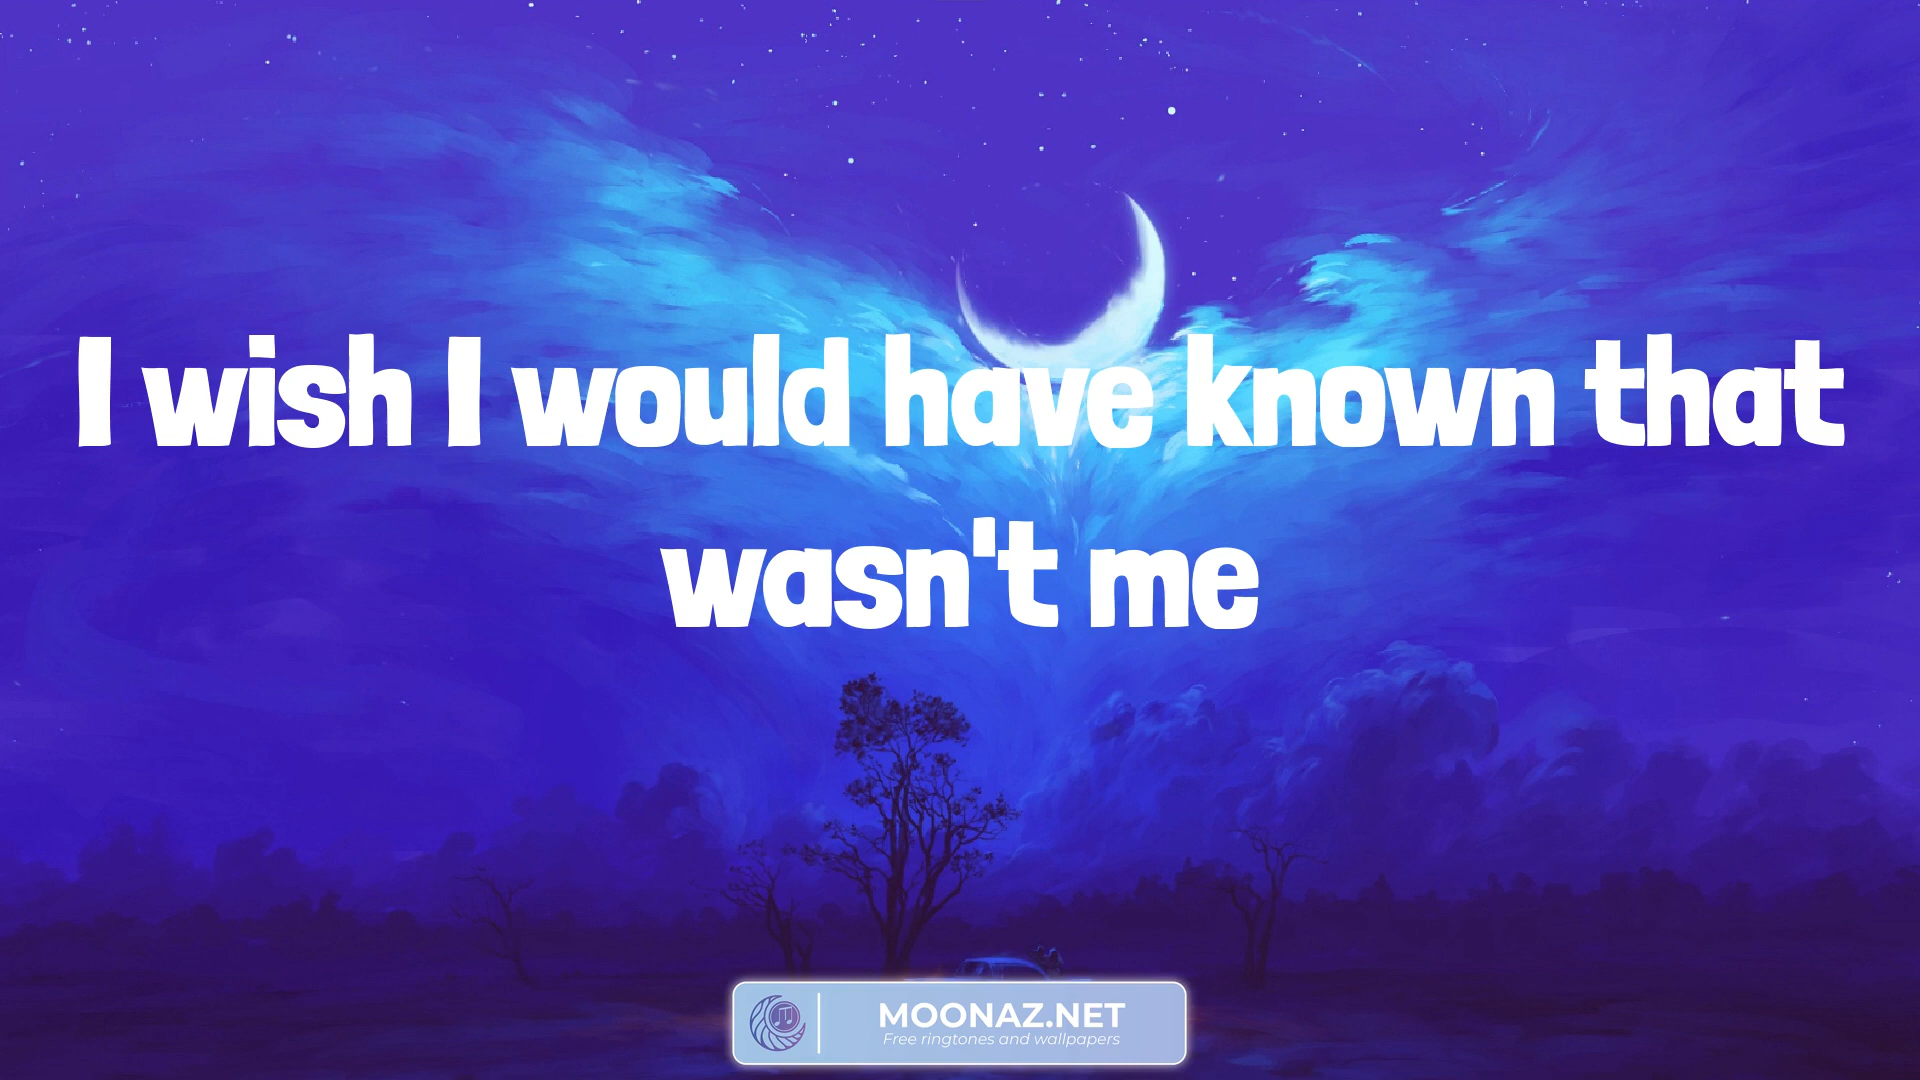 I wish I would have known that
wasn't me
MOONAZ.NET
Free ringtones and wallpapers